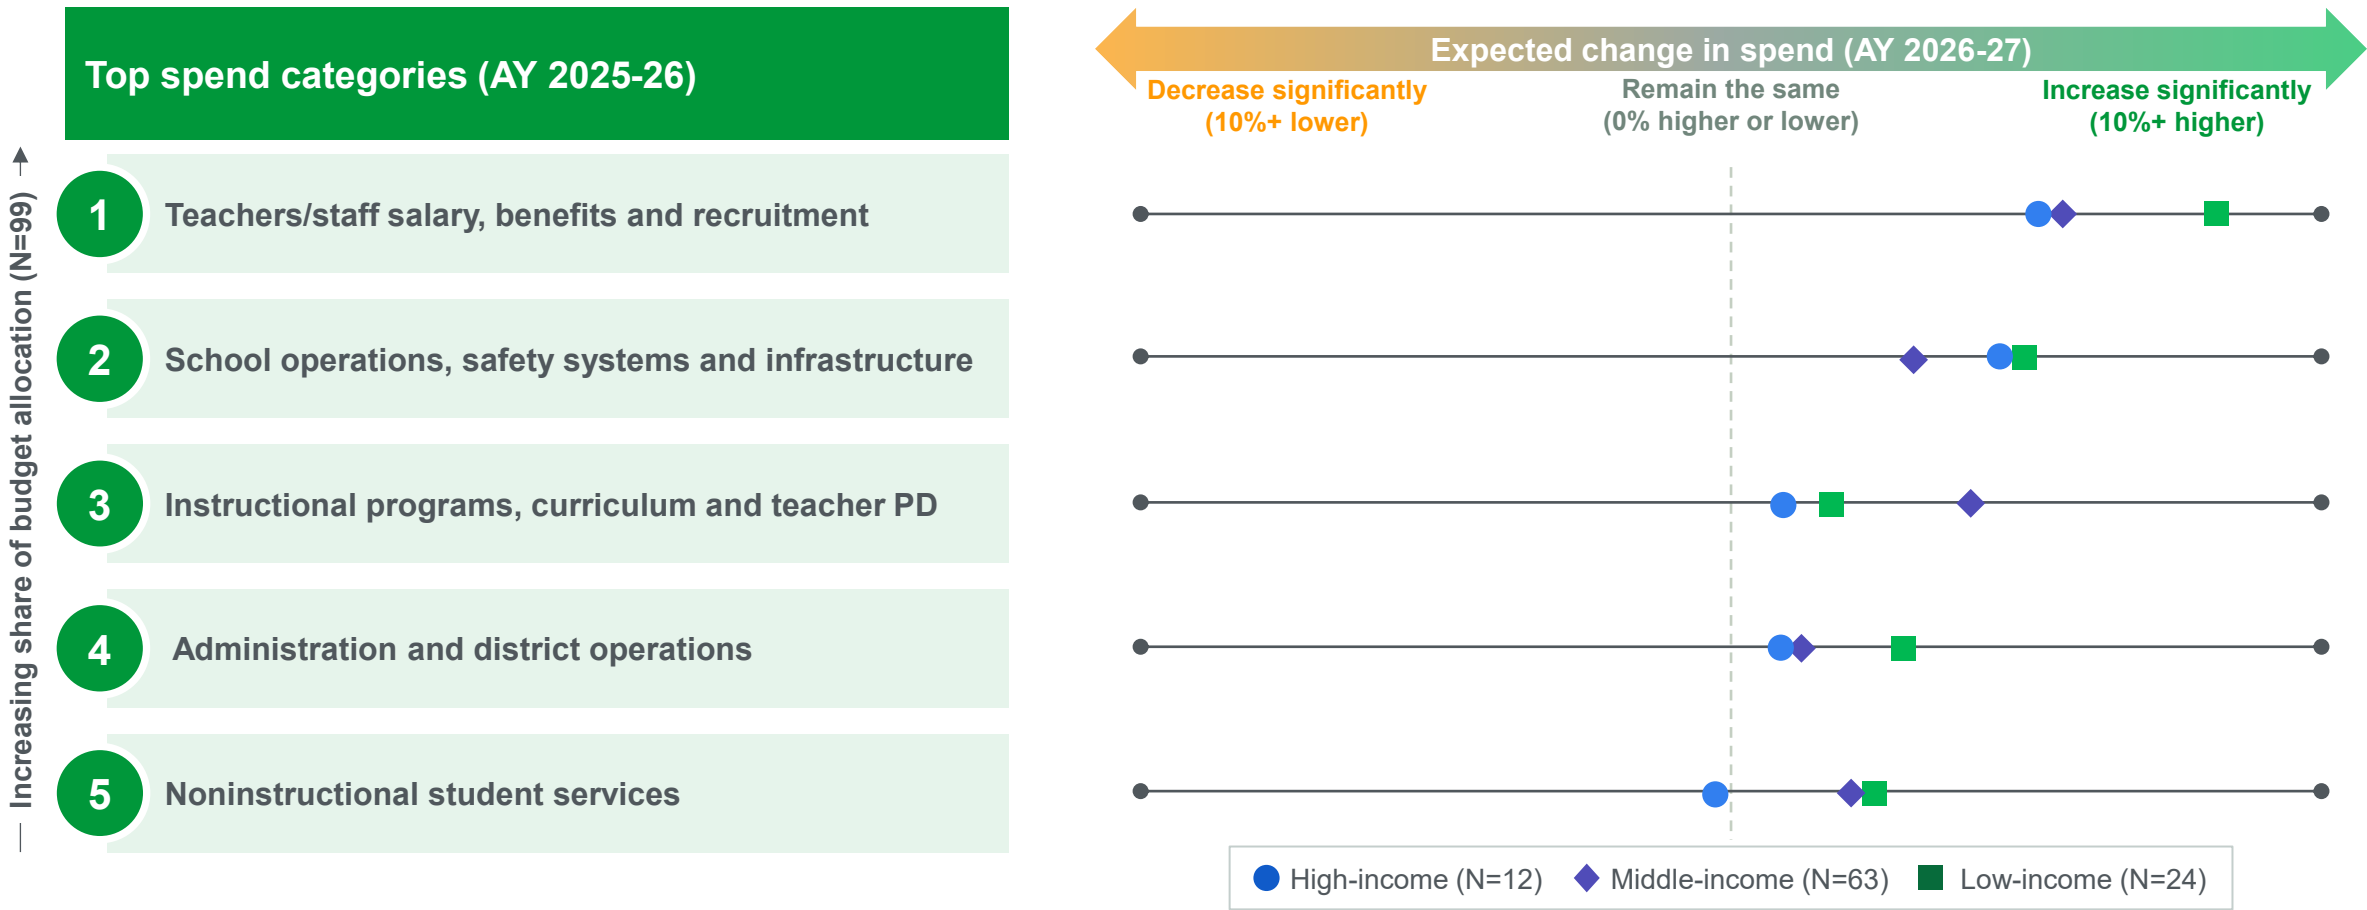 Top spend categories (AY 2025-26)
Expected change in spend (AY 2026-27)
Decrease significantly
(10%+ lower)
Remain the same
(0% higher or lower)
Increase significantly
(10%+ higher)
Increasing share of budget allocation (N=99)
1
Teachers/staff salary, benefits and recruitment
2
School operations, safety systems and infrastructure
3
Instructional programs, curriculum and teacher PD
4
Administration and district operations
5
Noninstructional student services
High-income (N=12)
Middle-income (N=63)
Low-income (N=24)